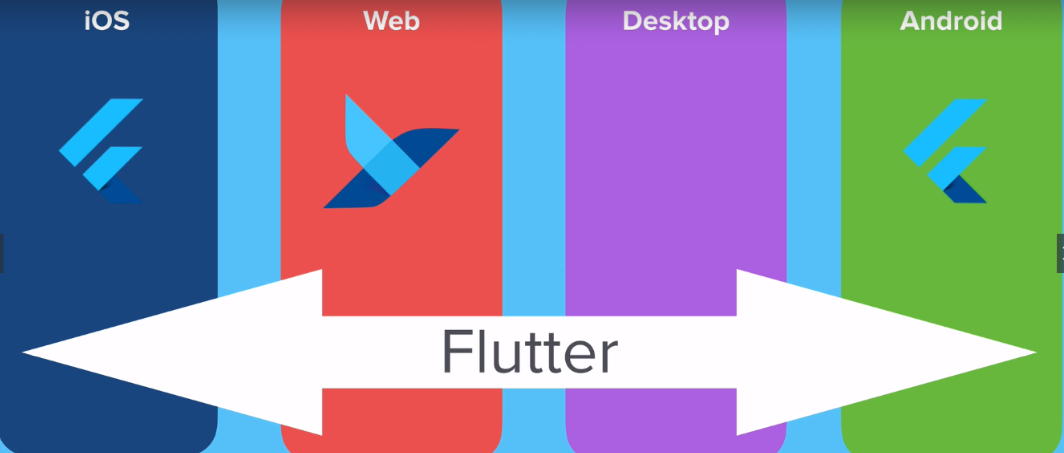 iOS
Web
Desktop
Android
Flutter